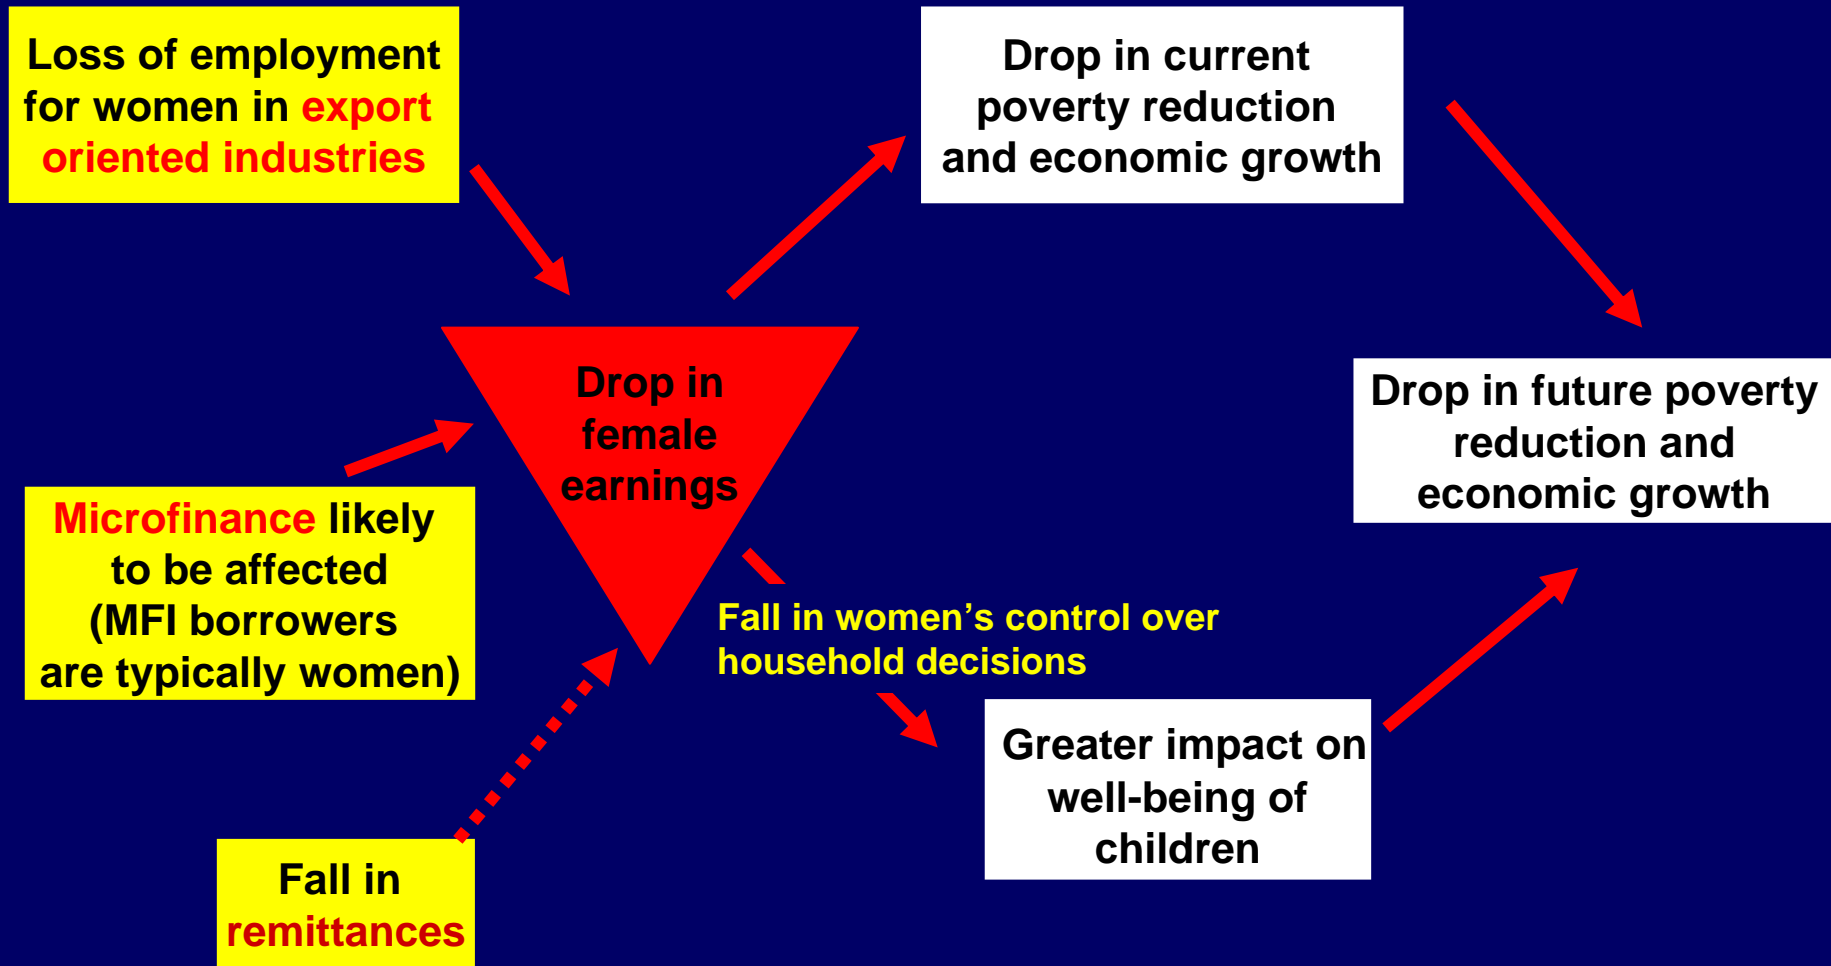 Loss of employment
for women in export
oriented industries
Drop in current
poverty reduction
and economic growth
Drop in
female
earnings
Drop in future poverty
reduction and
economic growth
Microfinance likely
to be affected
(MFI borrowers
are typically women)
Fall in women’s control over
household decisions
Greater impact on
well-being of
children
Fall in
remittances